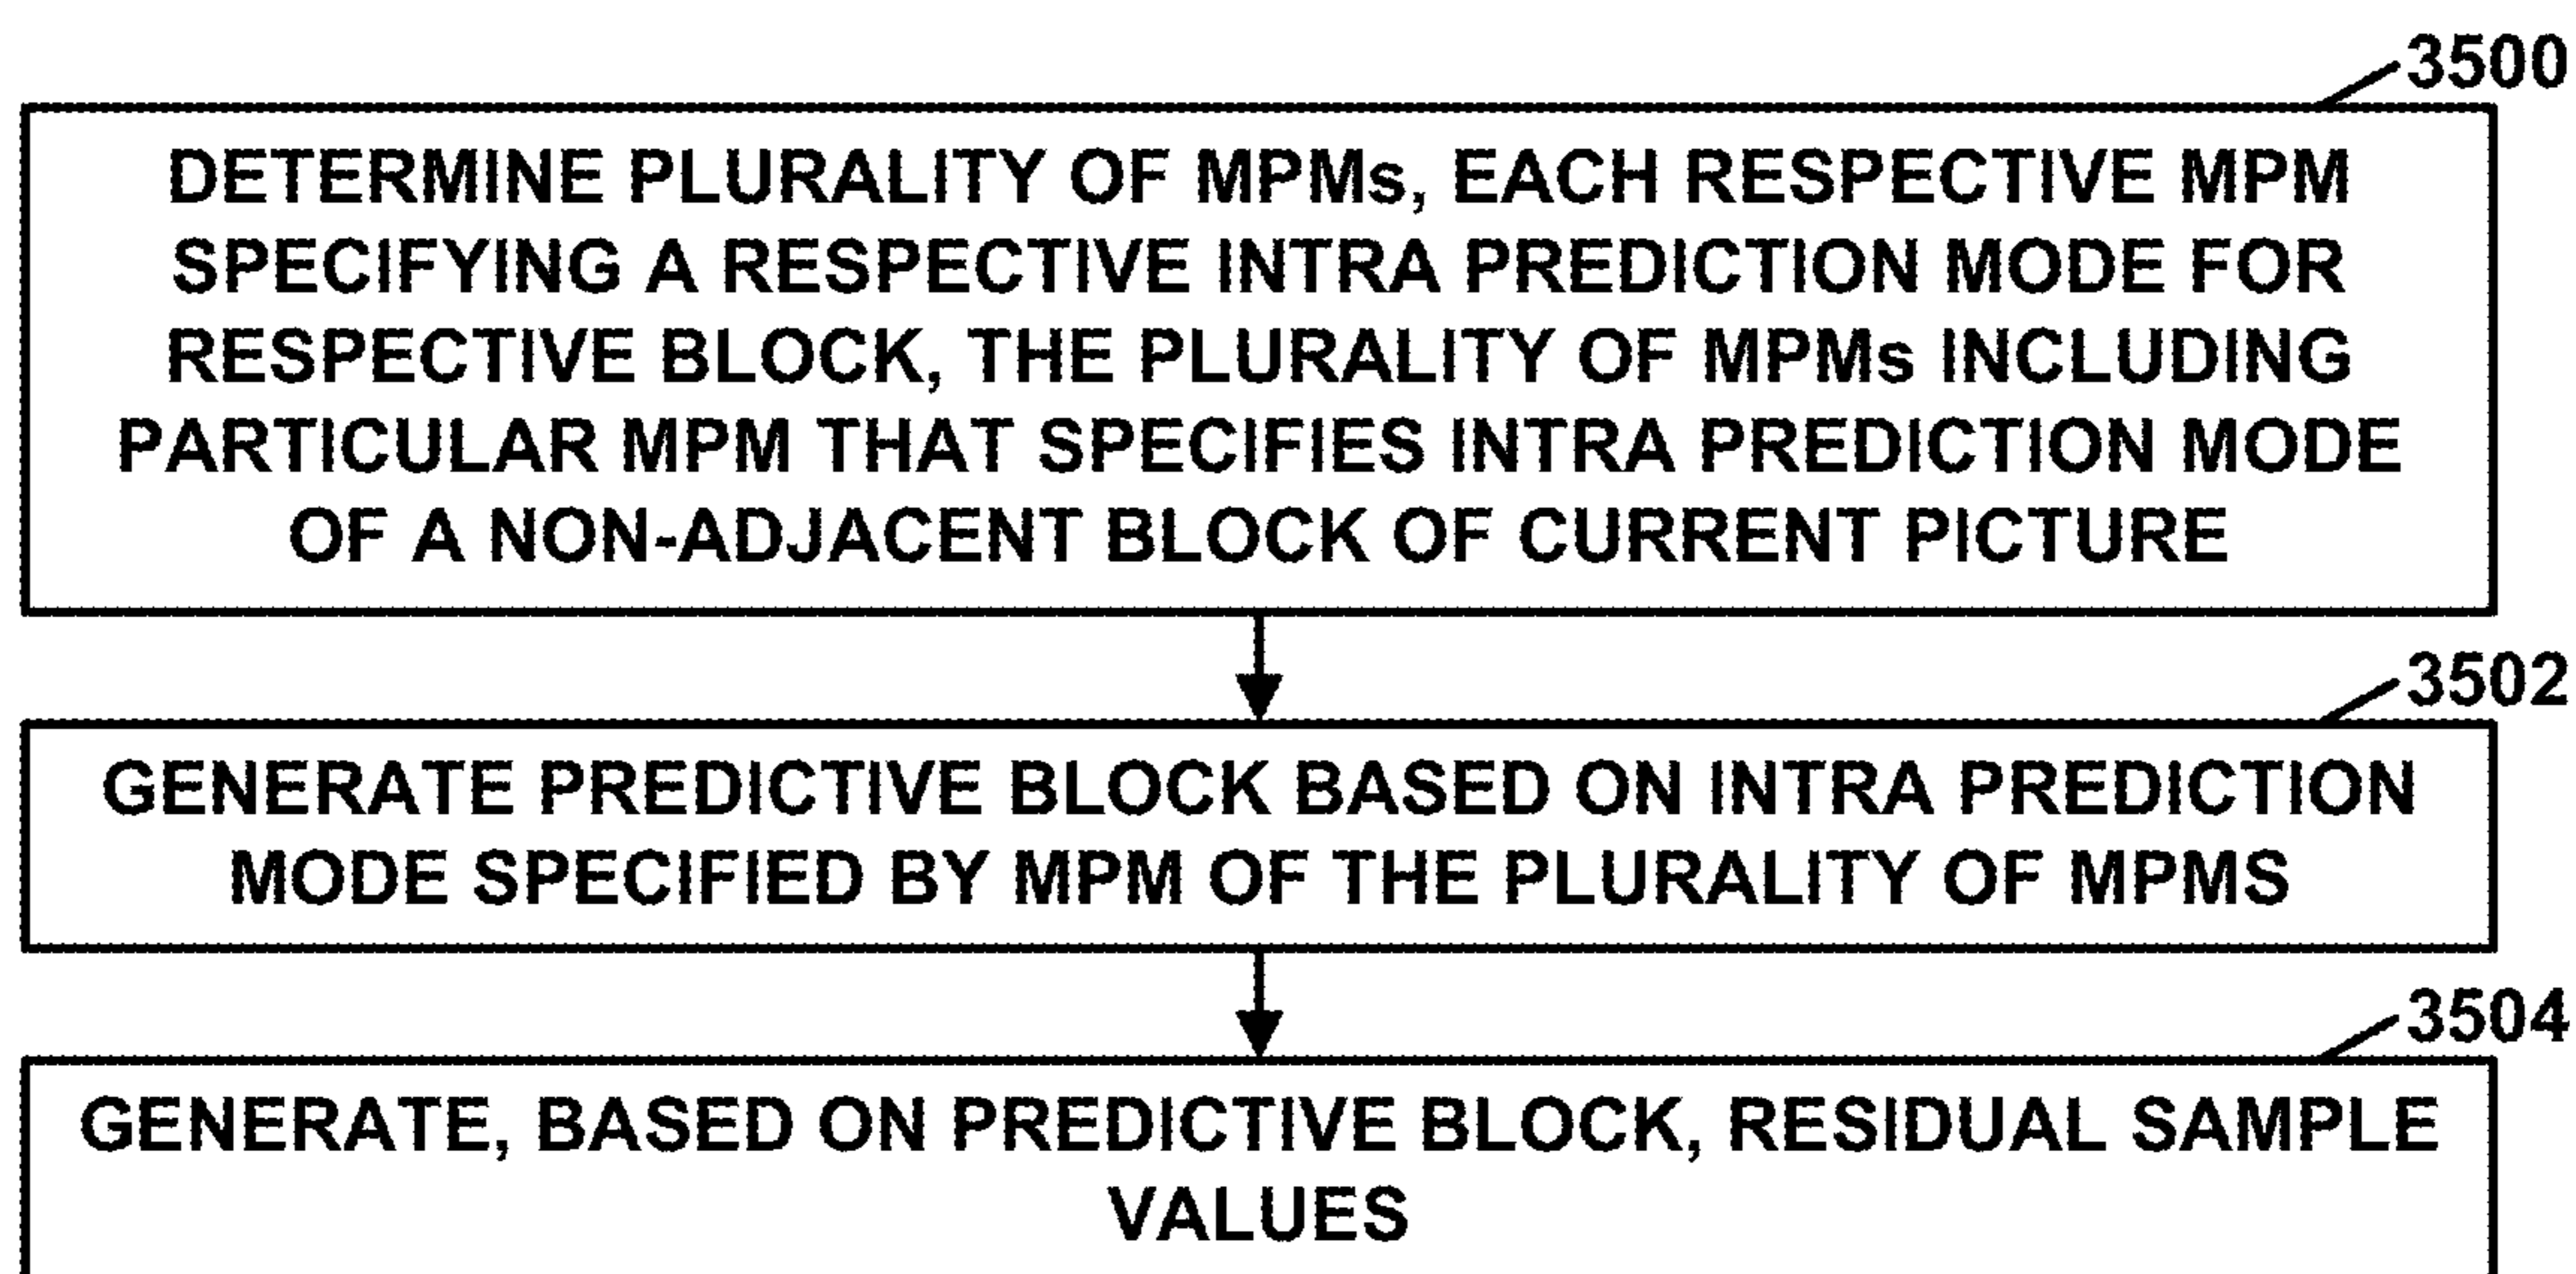 3500
DETERMINE PLURALITY OF MPMs, EACH RESPECTIVE MPM
SPECIFYING A RESPECTIVE INTRA PREDICTION MODE FOR
RESPECTIVE BLOCK, THE PLURALITY OF MPMs INCLUDING
PARTICULAR MPM THAT SPECIFIES INTRA PREDICTION MODE
OF A NON-ADJACENT BLOCK OF CURRENT PICTURE
3502
GENERATE PREDICTIVE BLOCK BASED ON INTRA PREDICTION
MODE SPECIFIED BY MPM OF THE PLURALITY OF MPMS
3504
GENERATE, BASED ON PREDICTIVE BLOCK, RESIDUAL SAMPLE
VALUES